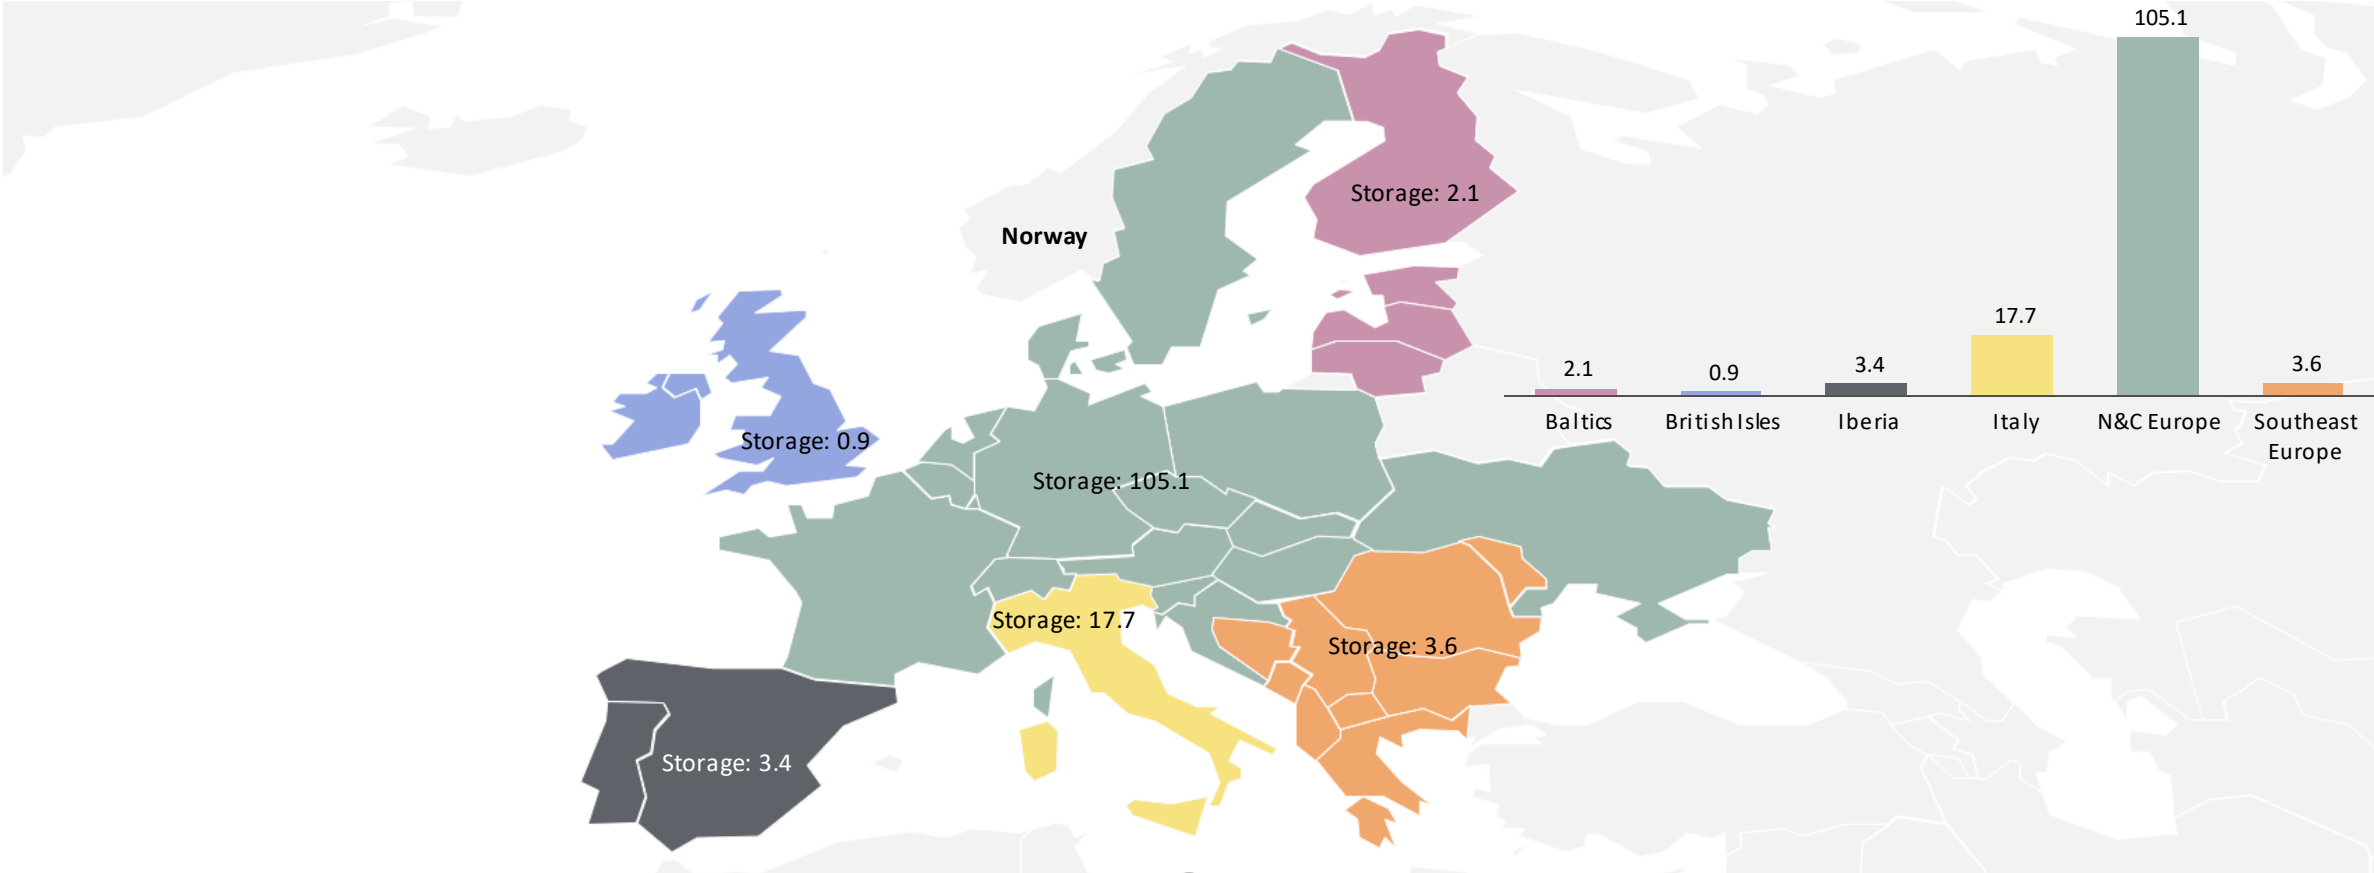 105.1
Storage: 2.1
Norway
17.7
2.1
0.9
3.4
3.6
Baltics
British Isles
Iberia
Italy
N&C Europe
Southeast
Europe
Storage: 0.9
Storage: 105.1
Storage: 17.7
Storage: 3.6
Storage: 3.4